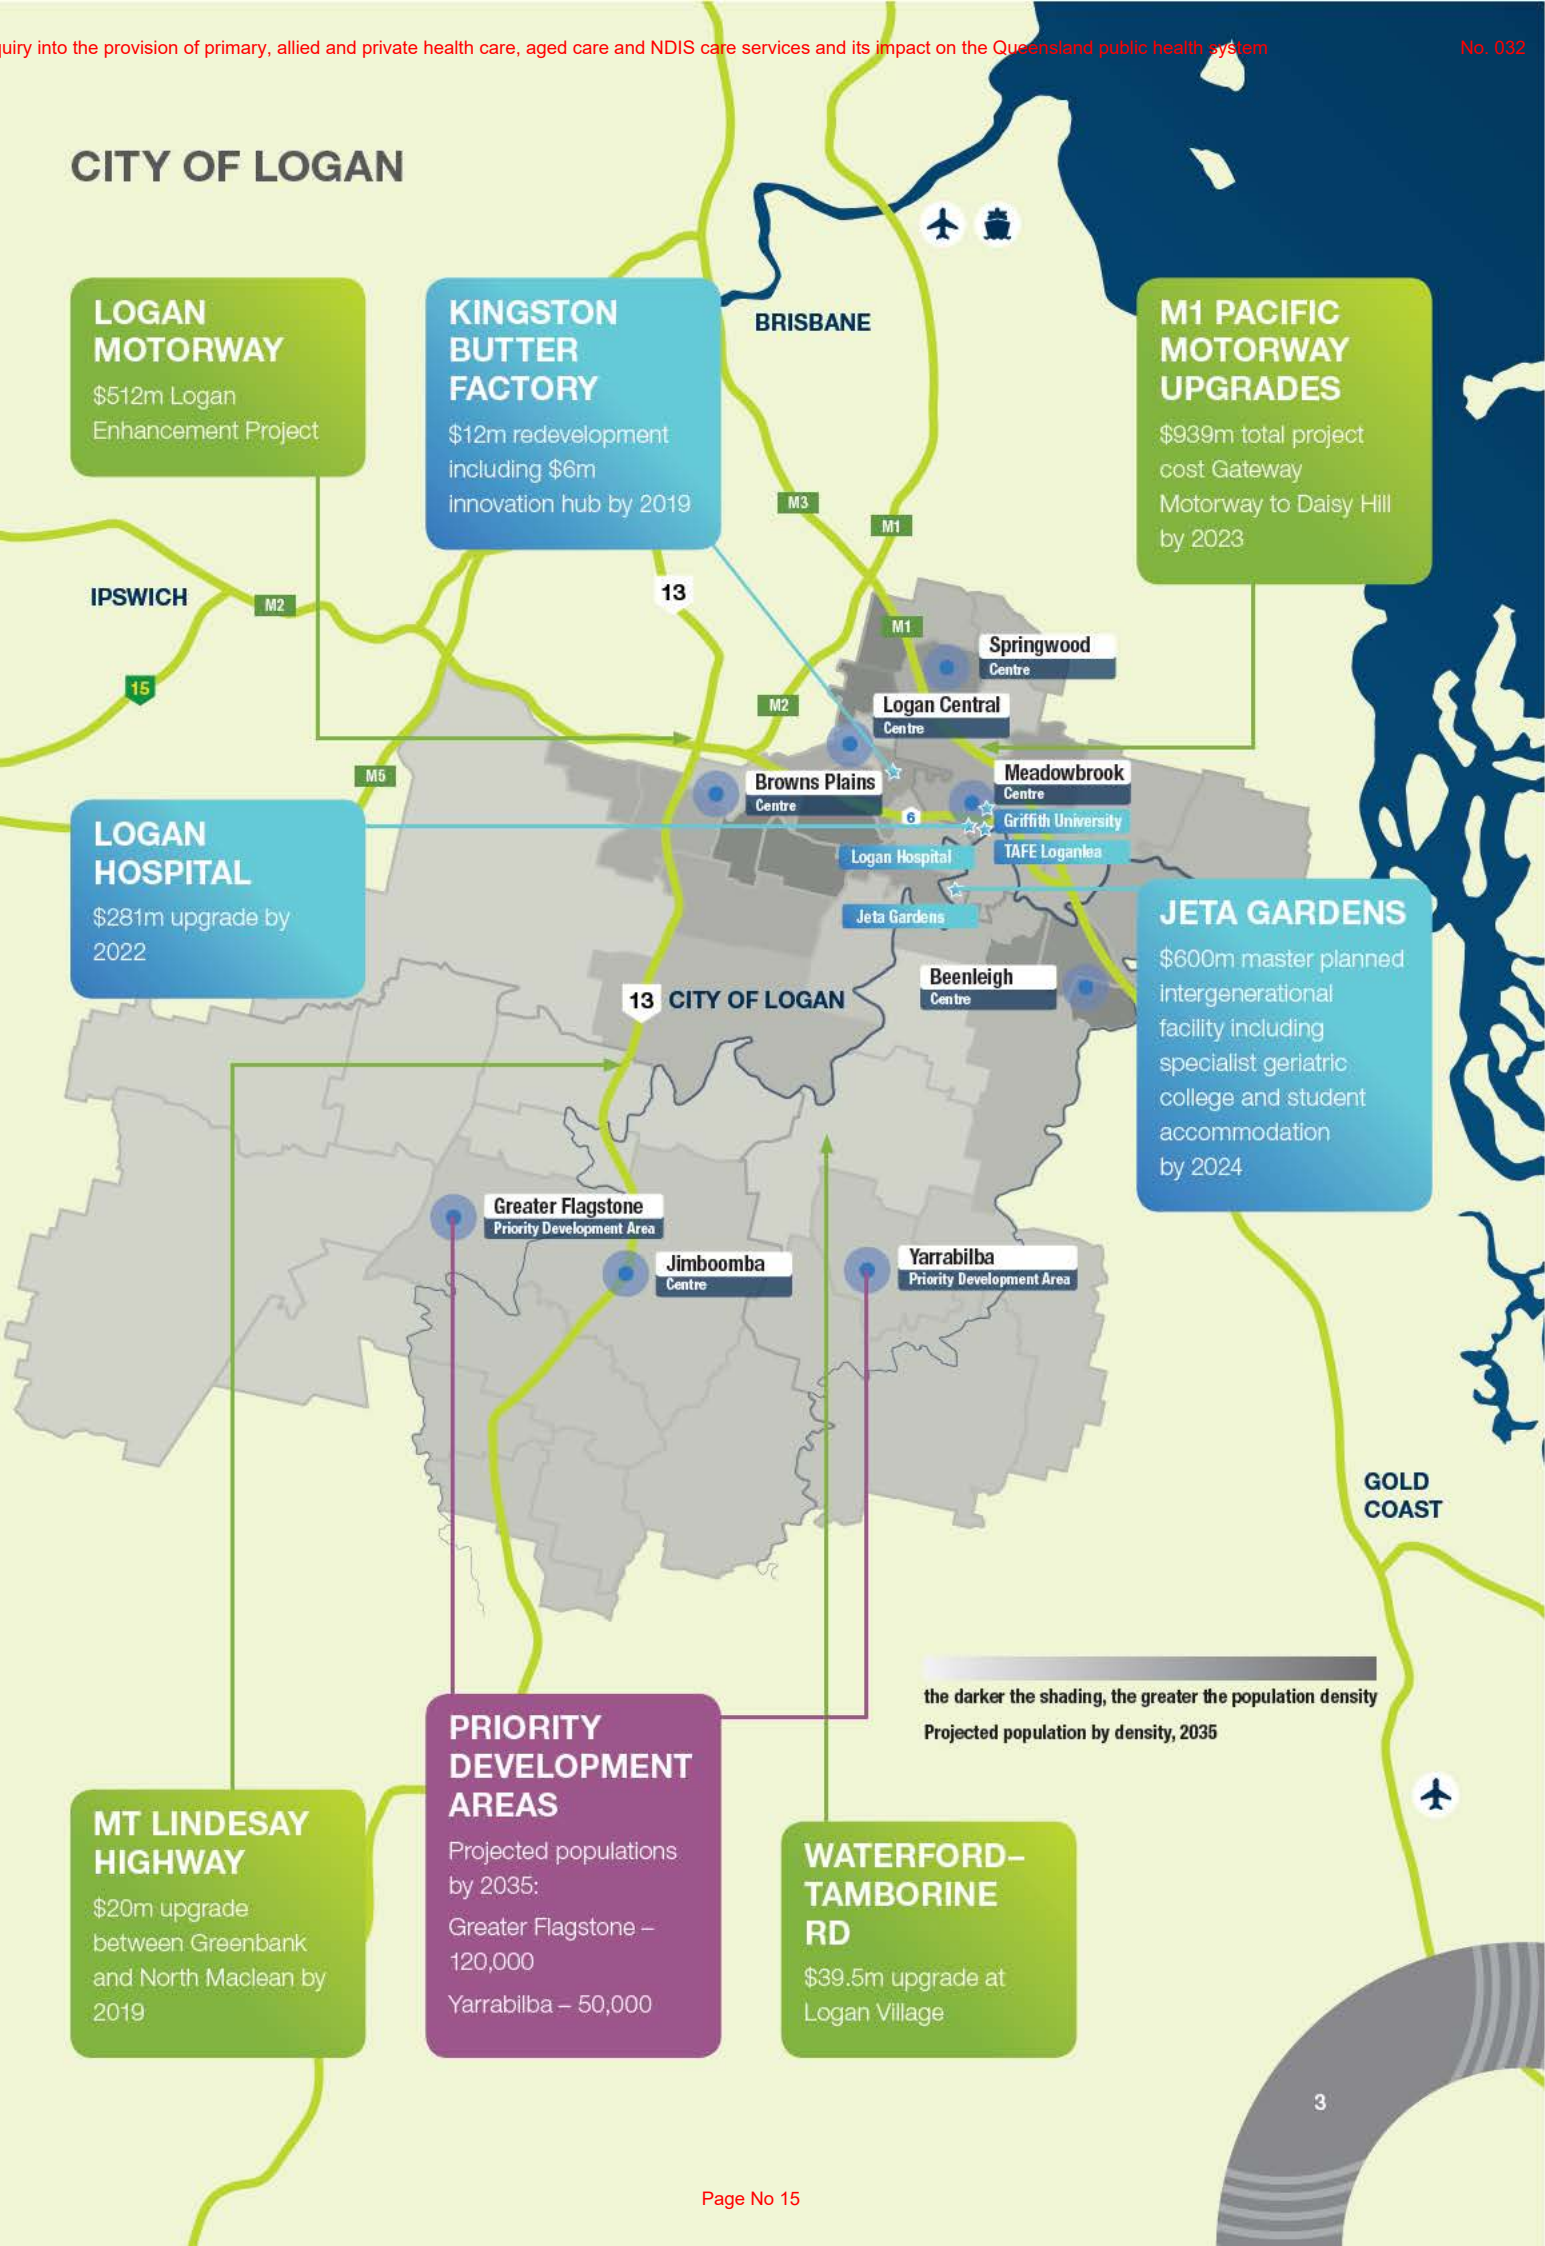 quiry into the provision of primary, allied and private health care, aged care and NDIS care services and its impact on the Queensland public health system
No. 032
CITY OF LOGAN
LOGAN
MOTORWAY
$512m Logan
Enhancement Project
KINGSTON
BUTTER
FACTORY
$12m redevelopment
including $6m
innovation hub by 2019
BRISBANE
M1 PACIFIC
MOTORWAY
UPGRADES
$939m total project
cost Gateway
Motorway to Daisy Hill
by 2023
M3
M1
IPSWICH
M2
13
M1
15
Springwood
Centre
M2
Logan Central
Centre
M5
Browns Plains
Centre
Meadowbrook
Centre
6
Griffith University
Logan Hospital
TAFE Loganlea
LOGAN
HOSPITAL
$281m upgrade by
2022
Jeta Gardens
JETA GARDENS
$600m master planned
intergenerational
facility including
specialist geriatric
college and student
accommodation
by 2024
Beenleigh
Centre
13
CITY OF LOGAN
Greater Flagstone
Priority Development Area
Jimboomba
Centre
Yarrabilba
Priority Development Area
GOLD
COAST
the darker the shading, the greater the population density
Projected population by density, 2035
PRIORITY
DEVELOPMENT
AREAS
Projected populations
by 2035:
Greater Flagstone –
120,000
Yarrabilba – 50,000
MT LINDESAY
HIGHWAY
$20m upgrade
between Greenbank
and North Maclean by
2019
WATERFORD–
TAMBORINE
RD
$39.5m upgrade at
Logan Village
3
Page No 15